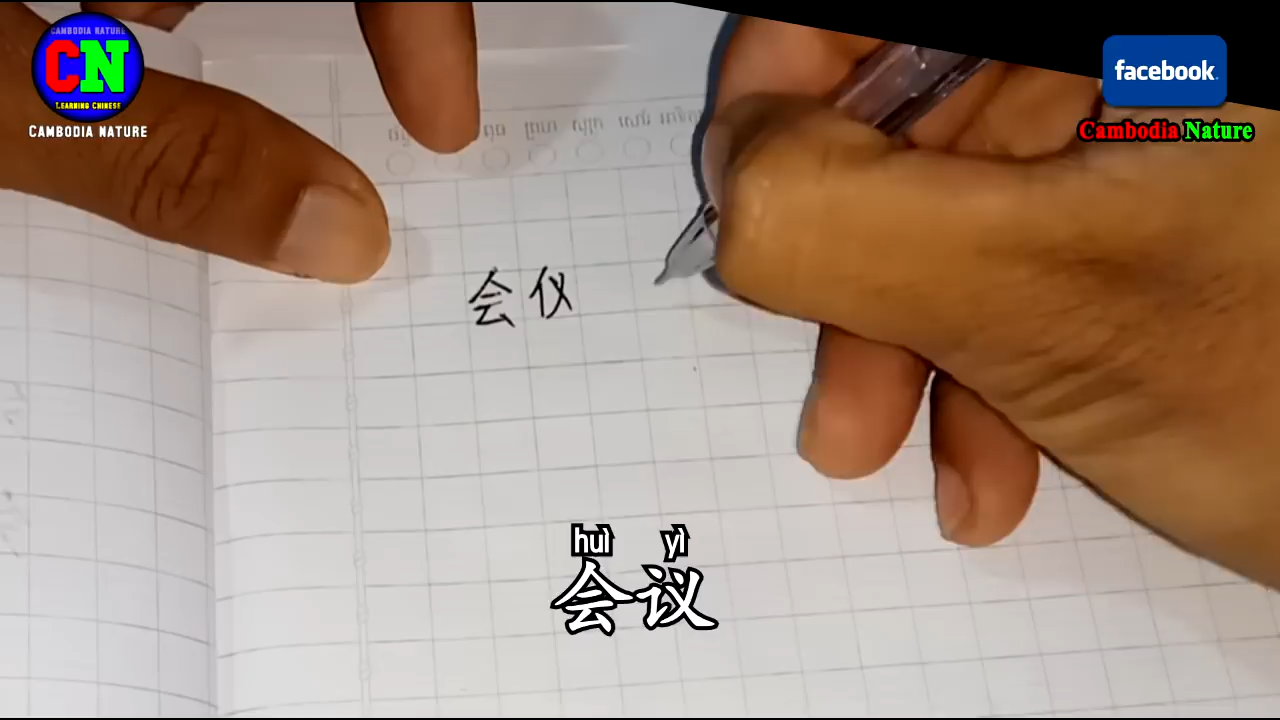 CAMBODIA NATURE
CN
LEARNING CHINESE
CAMBODIA NATURE
facebook
Cambodia Nature
会仪
huì yì
会议